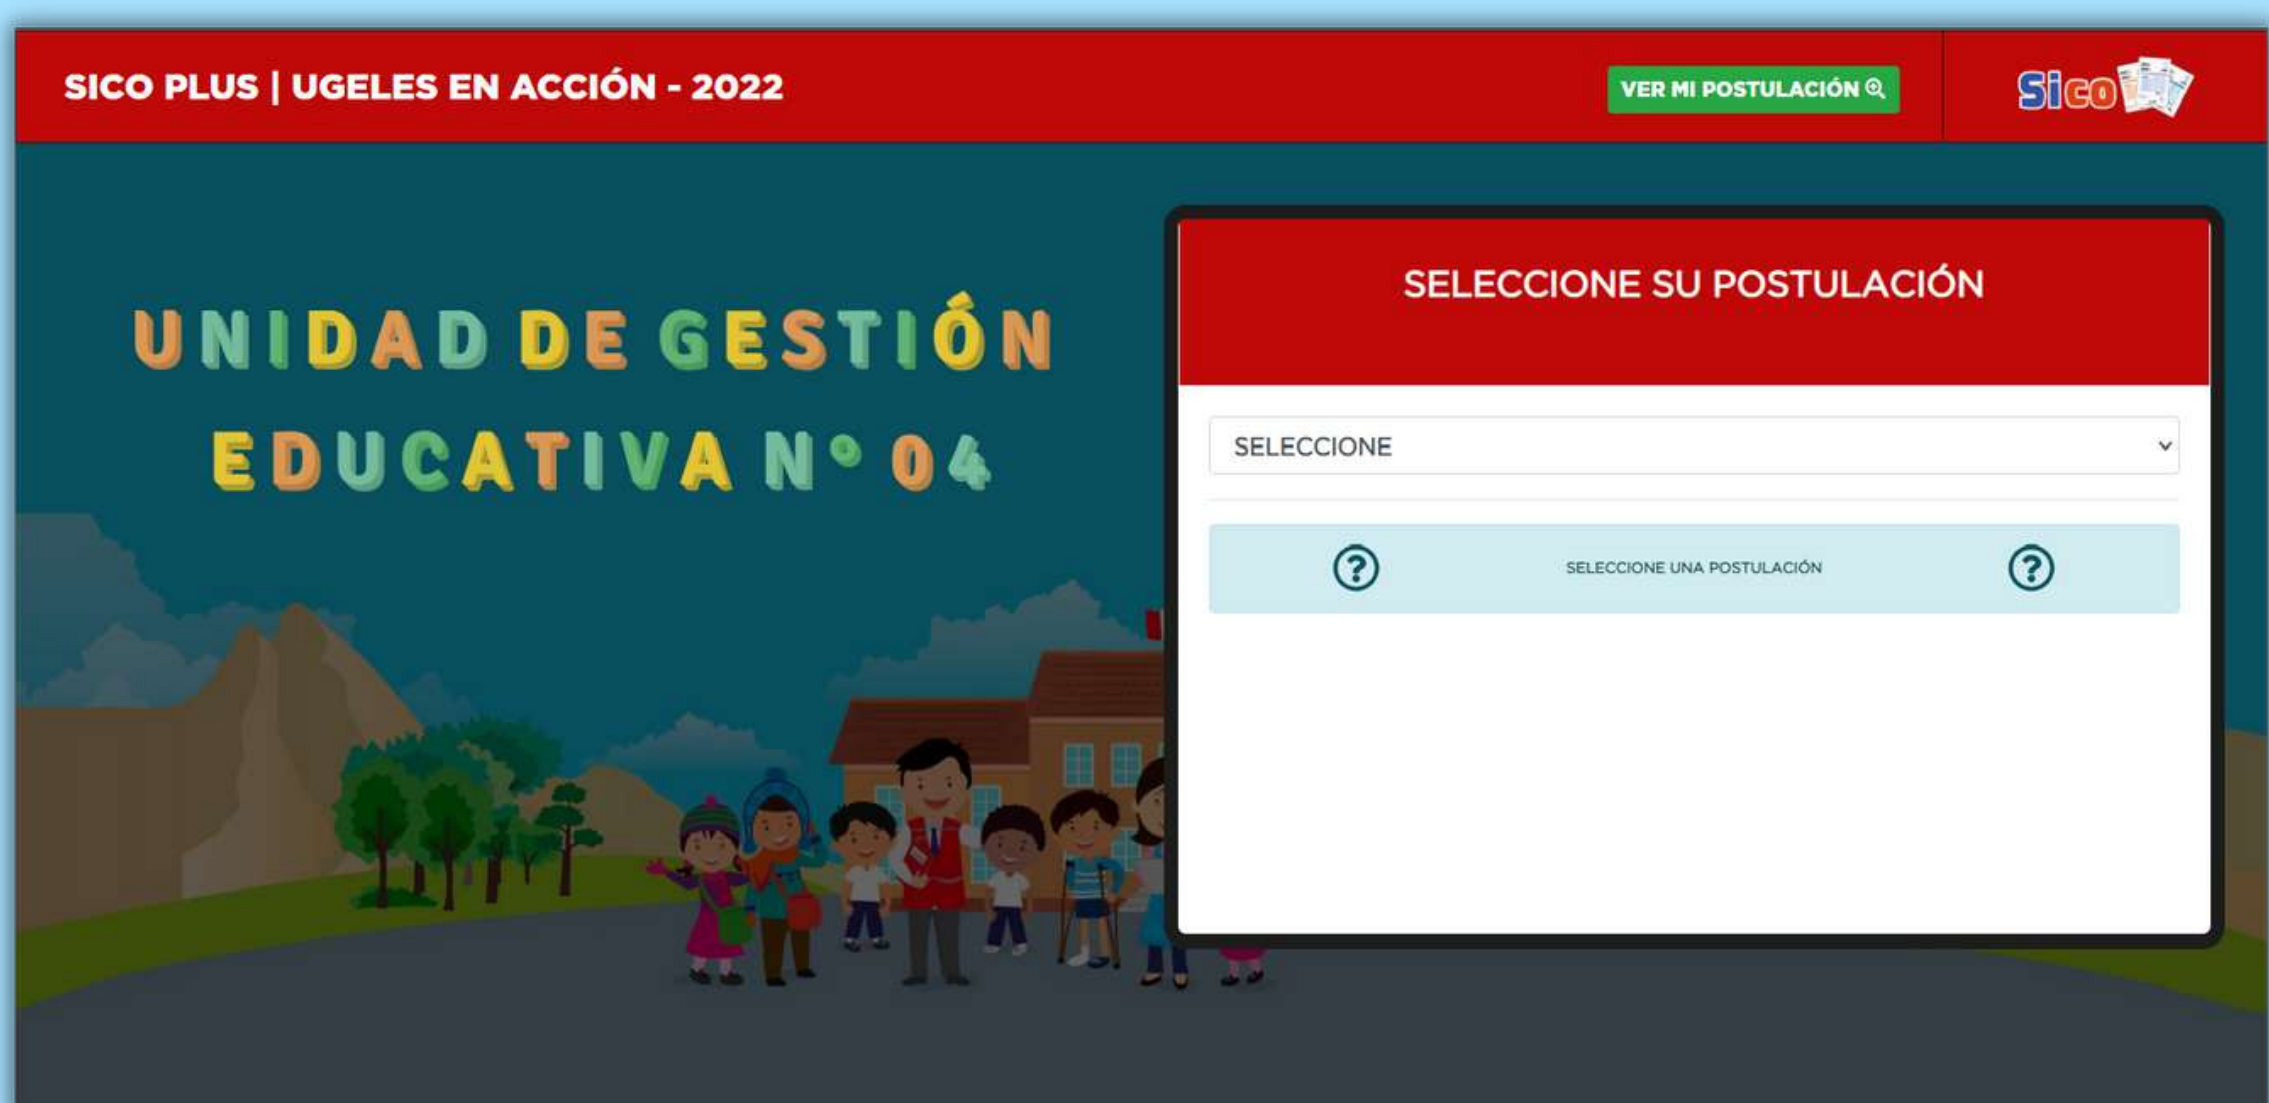 SICO PLUS | UGELES EN ACCIÓN - 2022
VER MI POSTULACIÓN
Sico
UNIDAD DE GESTIÓN
EDUCATIVA Nº 04
SELECCIONE SU POSTULACIÓN
SELECCIONE
SELECCIONE UNA POSTULACIÓN